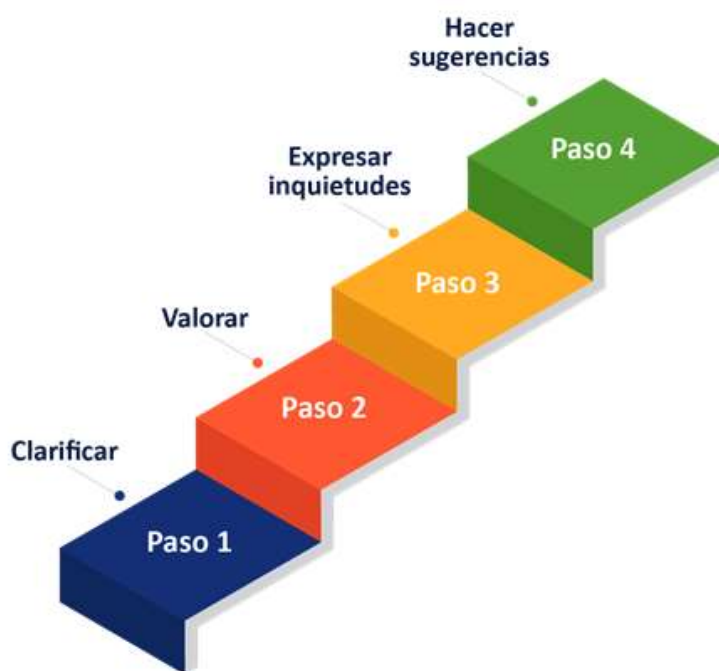 Hacer
sugerencias
Paso 4
Expresar
inquietudes
Paso 3
Valorar
Paso 2
Clarificar
Paso 1